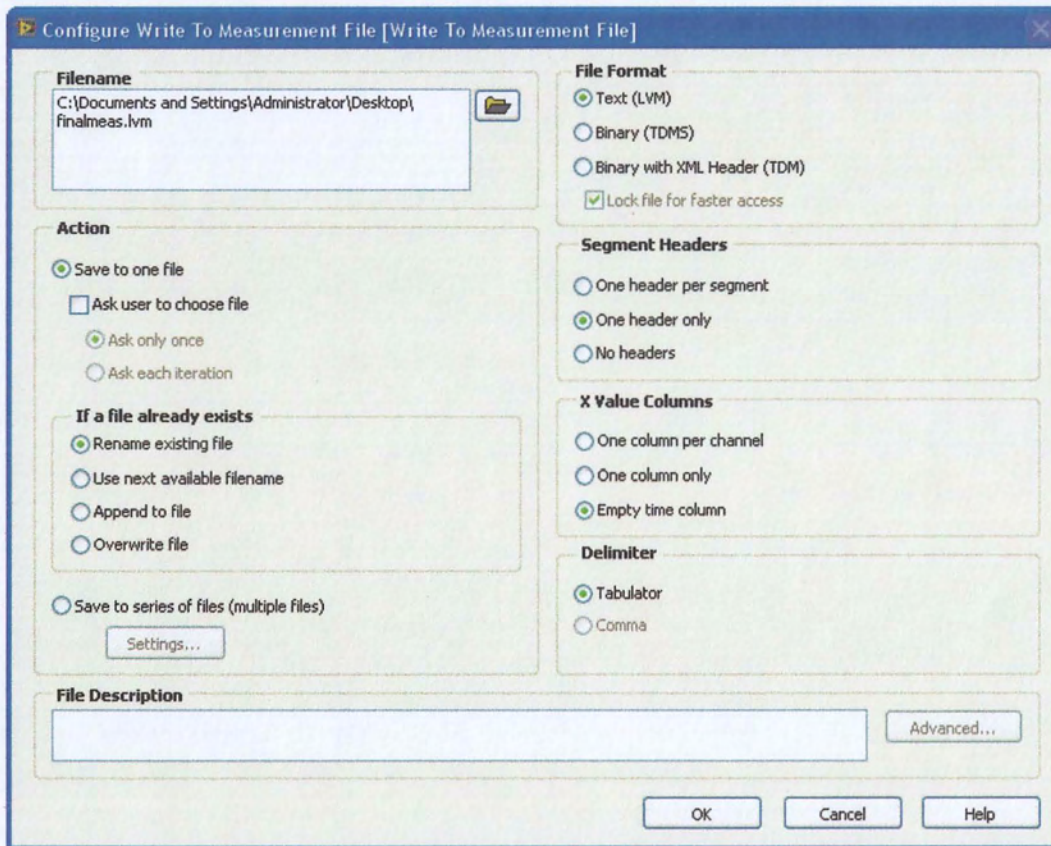 Configure Write To Measurement File [Write To Measurement File]
Filename
C:\Documents and Settings\Administrator\Desktop\
finalmeas.lvm
Action
Save to one file
Ask user to choose file
Ask only once
Ask each iteration
If a file already exists
Rename existing file
Use next available filename
Append to file
Overwrite file
Save to series of files (multiple files)
Settings...
File Format
Text (LVM)
Binary (TDMS)
Binary with XML Header (TDM)
Lock file for faster access
Segment Headers
One header per segment
One header only
No headers
X Value Columns
One column per channel
One column only
Empty time column
Delimiter
Tabulator
Comma
File Description
Advanced...
OK
Cancel
Help